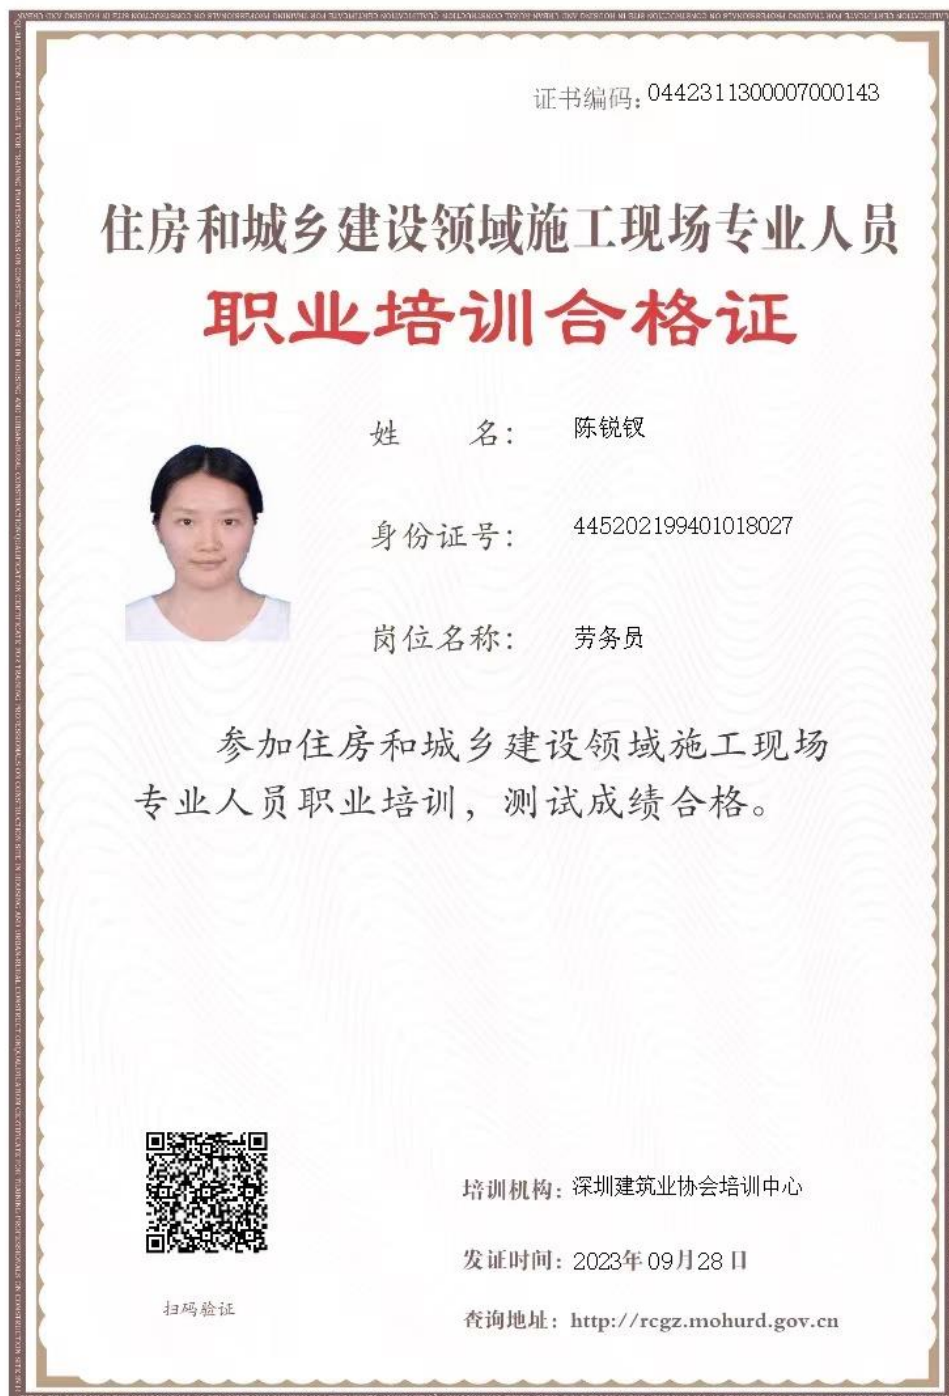 证书编码：0442311300007000143
住房和城乡建设领域施工现场专业人员
职业培训合格证
姓 名： 陈锐钗
身份证号： 445202199401018027
岗位名称： 劳务员
参加住房和城乡建设领域施工现场
专业人员职业培训，测试成绩合格。
培训机构：深圳建筑业协会培训中心
发证时间：2023年09月28日
扫码验证
查询地址：http://rcgz.mohurd.gov.cn